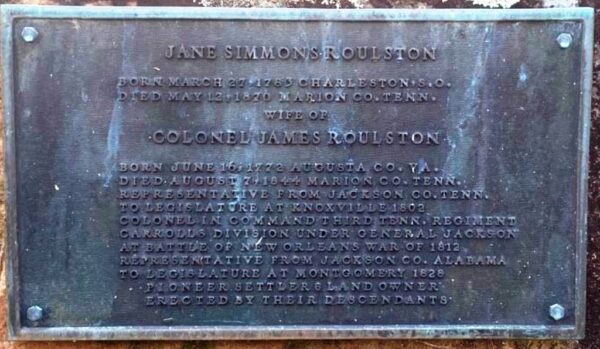 JANE SIMMONS ROULSTON
BORN MARCH 27, 1783 CHARLESTON, S.C.
DIED MAY 12, 1870 MARION CO. TENN.
WIFE OF
COLONEL JAMES ROULSTON
BORN JUNE 16, 1772 AUGUSTA CO. VA.
DIED AUGUST 7, 1844 MARION CO. TENN.
REPRESENTATIVE FROM JACKSON CO. TENN.
TO LEGISLATURE AT KNOXVILLE 1802
COLONEL IN COMMAND THIRD TENN. REGIMENT
CARROLLS DIVISION UNDER GENERAL JACKSON
AT BATTLE OF NEW ORLEANS WAR OF 1812
REPRESENTATIVE FROM JACKSON CO. ALABAMA
TO LEGISLATURE AT MONTGOMERY 1828
PIONEER SETTLER & LAND OWNER
ERECTED BY THEIR DESCENDANTS